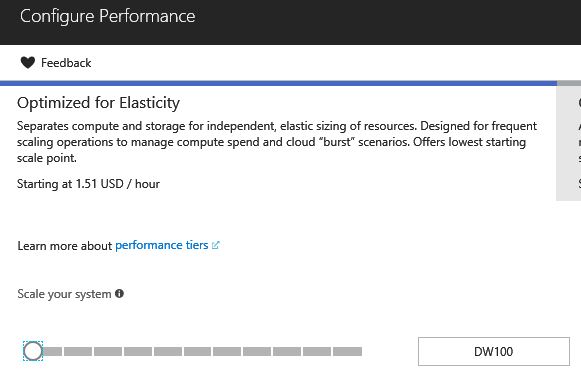 Configure Performance
Feedback
Optimized for Elasticity
Separates compute and storage for independent, elastic sizing of resources. Designed for frequent
scaling operations to manage compute spend and cloud “burst” scenarios. Offers lowest starting
scale point.
Starting at 1.51 USD / hour
Learn more about performance tiers
Scale your system
DW100